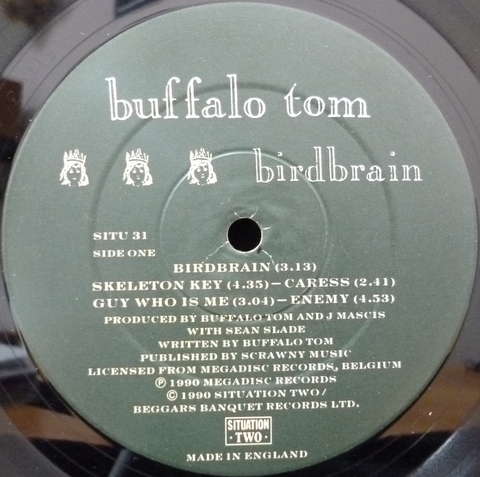 buffalo tom
birdbrain
SITU 31
SIDE ONE
BIRDBRAIN (3.13)
SKELETON KEY (4.35) – CARESS (2.41)
GUY WHO IS ME (3.04) – ENEMY (4.53)
PRODUCED BY BUFFALO TOM AND J MASCIS
WITH SEAN SLADE
WRITTEN BY BUFFALO TOM
PUBLISHED BY SCRAWNY MUSIC
LICENSED FROM MEGADISC RECORDS, BELGIUM
Ⓟ 1990 MEGADISC RECORDS
© 1990 SITUATION TWO/
BEGGARS BANQUET RECORDS LTD.
SITUATION
· TWO ·
MADE IN ENGLAND